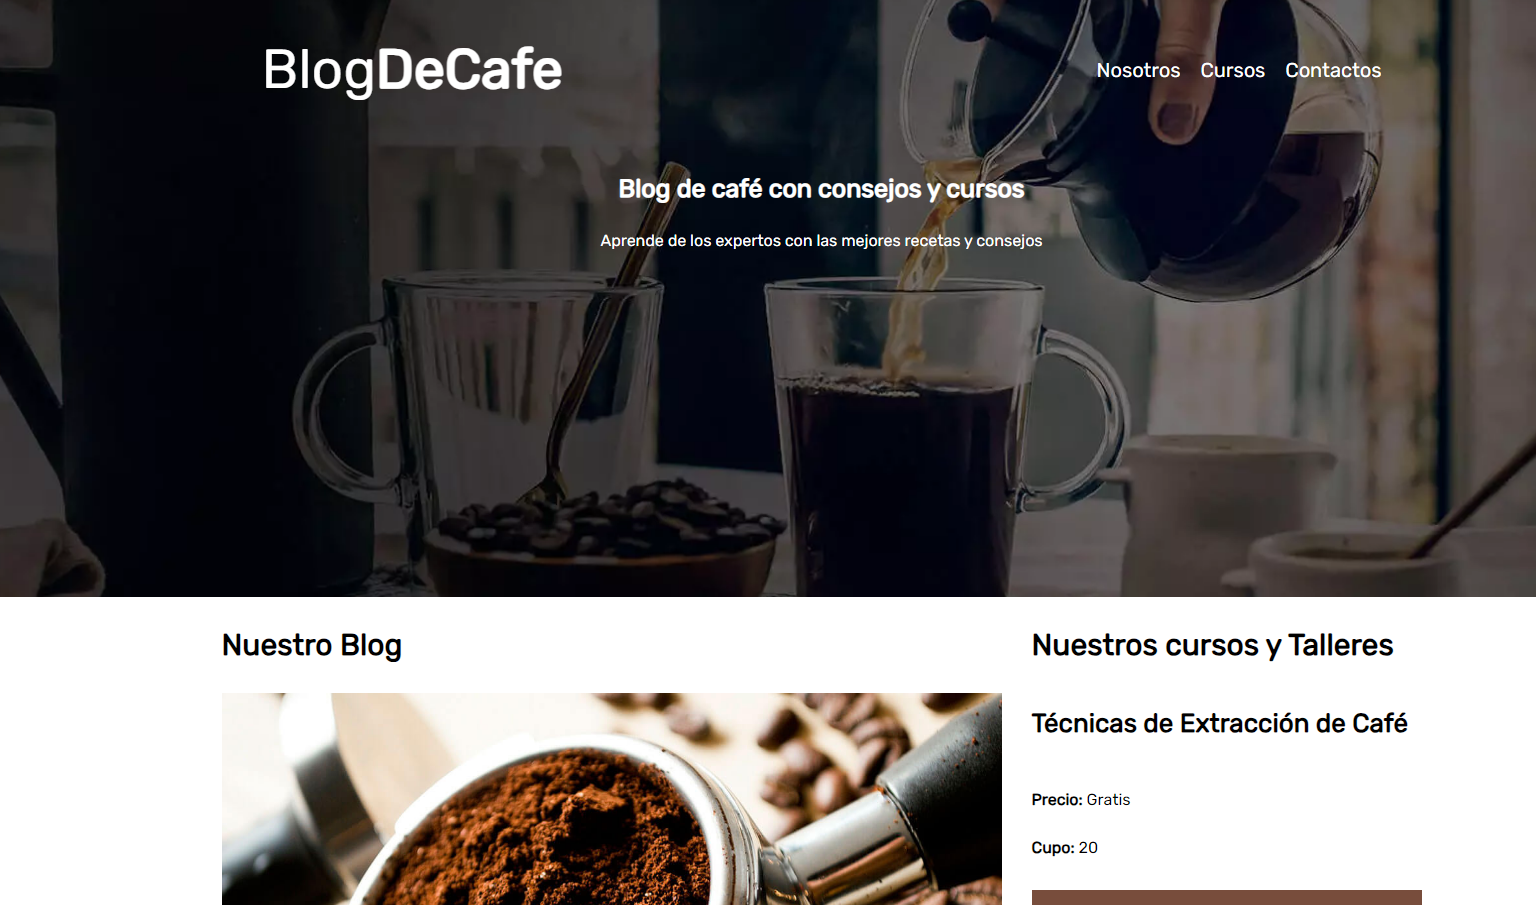 BlogDeCafe
Nosotros Cursos Contactos
Blog de café con consejos y cursos
Aprende de los expertos con las mejores recetas y consejos
Nuestro Blog
Nuestros cursos y Talleres
Técnicas de Extracción de Café
Precio: Gratis
Cupo: 20